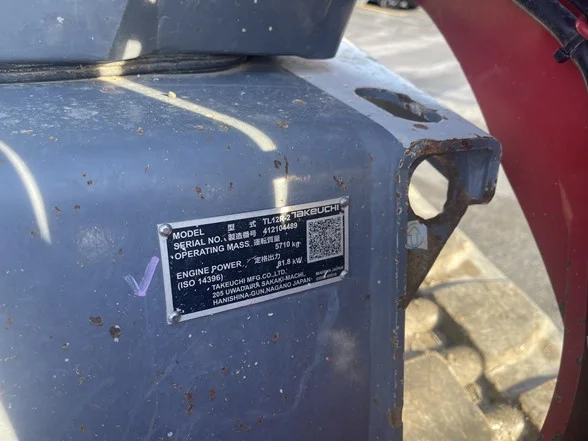 TAKEUCHI
MODEL 型式 TL12R-2
SERIAL NO. 製造番号 412104489
OPERATING MASS 運転質量 5710 kg
ENGINE POWER 定格出力
(ISO 14396) 81.8 kW
TAKEUCHI MFG.CO.,LTD.
205 UWADAIRA SAKAKI-MACHI,
HANISHINA-GUN,NAGANO JAPAN